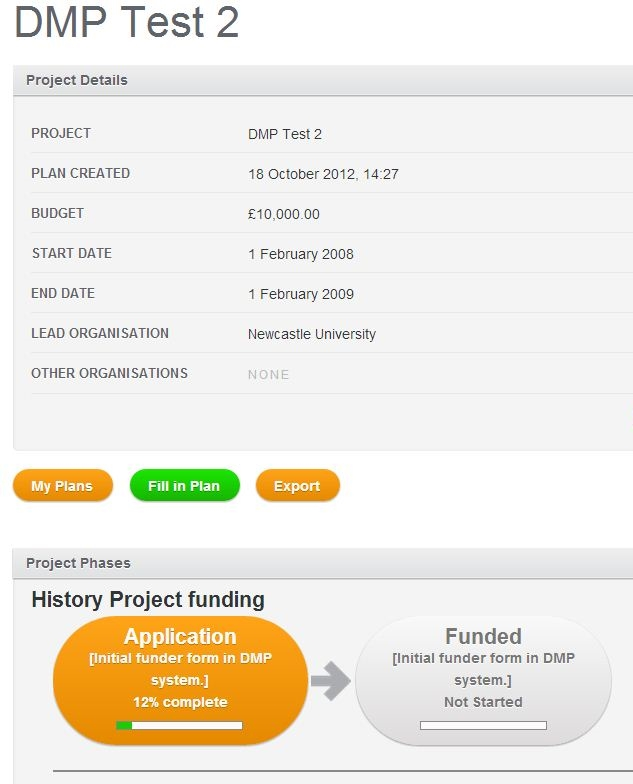 DMP Test 2
Project Details
PROJECT DMP Test 2
PLAN CREATED 18 October 2012, 14:27
BUDGET £10,000.00
START DATE 1 February 2008
END DATE 1 February 2009
LEAD ORGANISATION Newcastle University
OTHER ORGANISATIONS NONE
My Plans Fill in Plan Export
Project Phases
History Project funding
Application
[Initial funder form in DMP
system.]
12% complete
Funded
[Initial funder form in DMP
system.]
Not Started